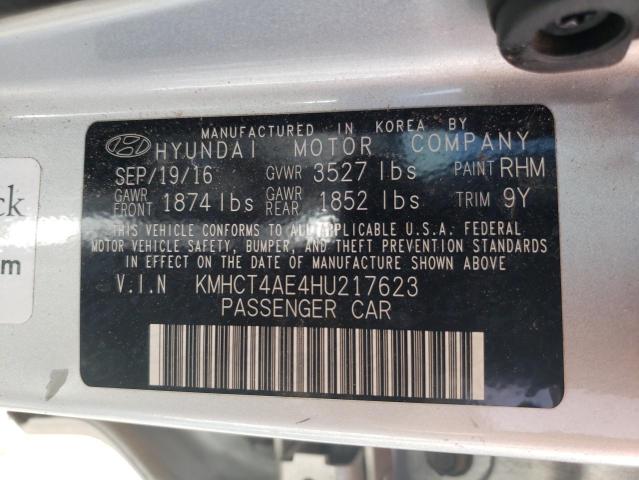 MANUFACTURED IN KOREA BY
HYUNDAI MOTOR COMPANY
SEP/19/16 GVWR 3527 lbs PAINT RHM
GAWR FRONT 1874 lbs GAWR REAR 1852 lbs TRIM 9Y
THIS VEHICLE CONFORMS TO ALL APPLICABLE U.S.A. FEDERAL
MOTOR VEHICLE SAFETY, BUMPER, AND THEFT PREVENTION STANDARDS
IN EFFECT ON THE DATE OF MANUFACTURE SHOWN ABOVE
V.I.N KMHCT4AE4HU217623
PASSENGER CAR
ck
m